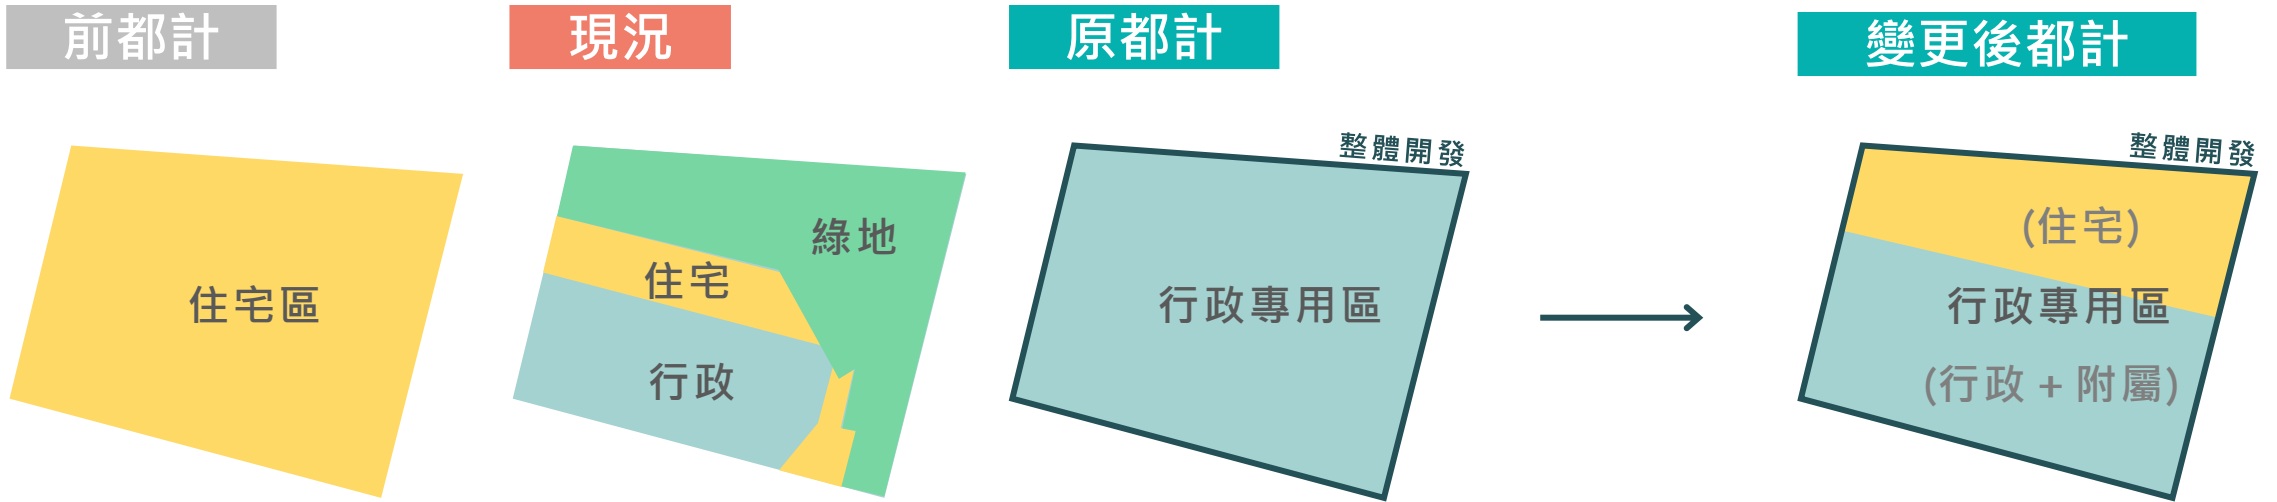 前都計
現況
原都計
變更後都計
住宅區
綠地
住宅
行政
整體開發
行政專用區
整體開發
(住宅)
行政專用區
(行政 + 附屬)